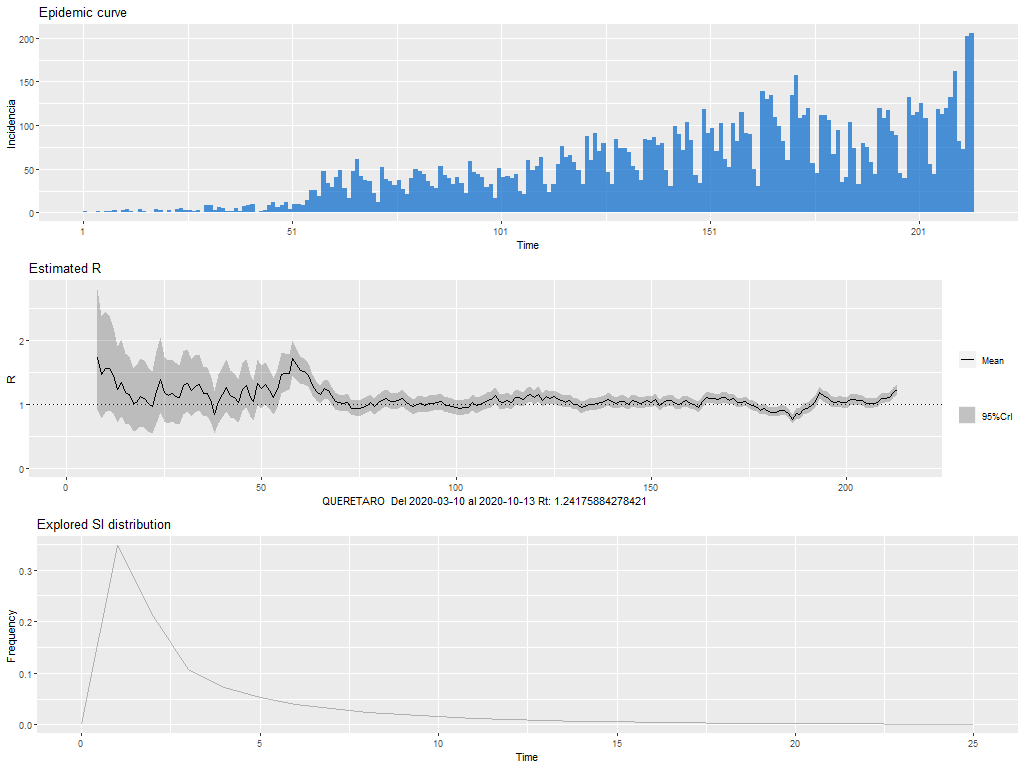 Epidemic curve
200
150
100
50
0
Incidencia
1 51 101 151 201
Time
Estimated R
2
1
0
R
Mean
95%CrI
0 50 100 150 200
QUERETARO Del 2020-03-10 al 2020-10-13 Rt: 1.24175884278421
Explored SI distribution
0.3
0.2
0.1
0.0
Frequency
0 5 10 15 20 25
Time